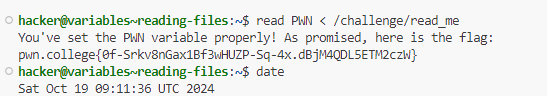 hacker@variables~reading-files:~$ read PWN < /challenge/read_me
You've set the PWN variable properly! As promised, here is the flag:
pwn.college{0f-Srkv8nGax1Bf3wHUZP-Sq-4x.dBjM4QDL5ETM2czW}
hacker@variables~reading-files:~$ date
Sat Oct 19 09:11:36 UTC 2024